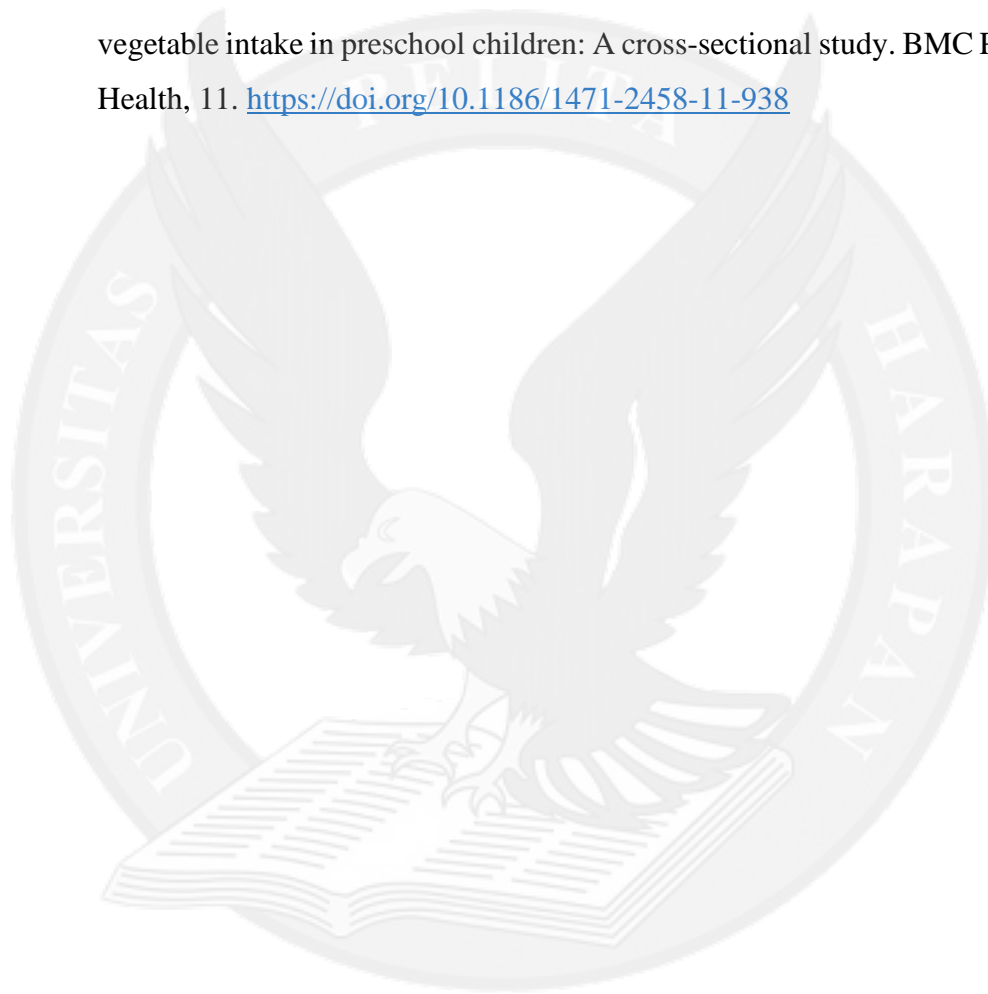 vegetable intake in preschool children: A cross-sectional study. BMC
Health, 11. https://doi.org/10.1186/1471-2458-11-938
UNIVERSITAS
PELITA
HARAPAN